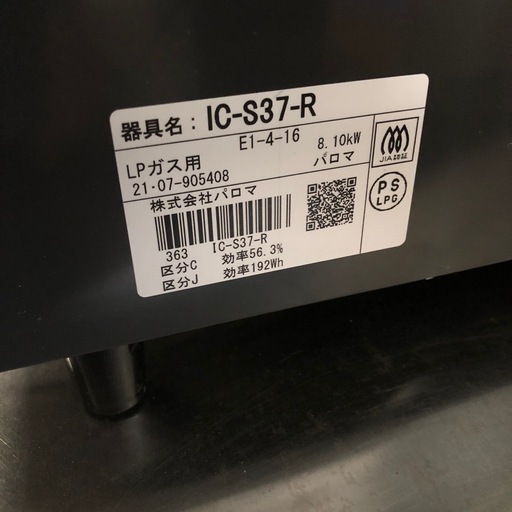 器具名: IC-S37-R
E1-4-16 8.10kW
LPガス用 パロマ
21・07-905408
株式会社パロマ
JIA認証
PS
LPG
363 IC-S37-R
区分C 効率56.3%
区分J 効率192Wh